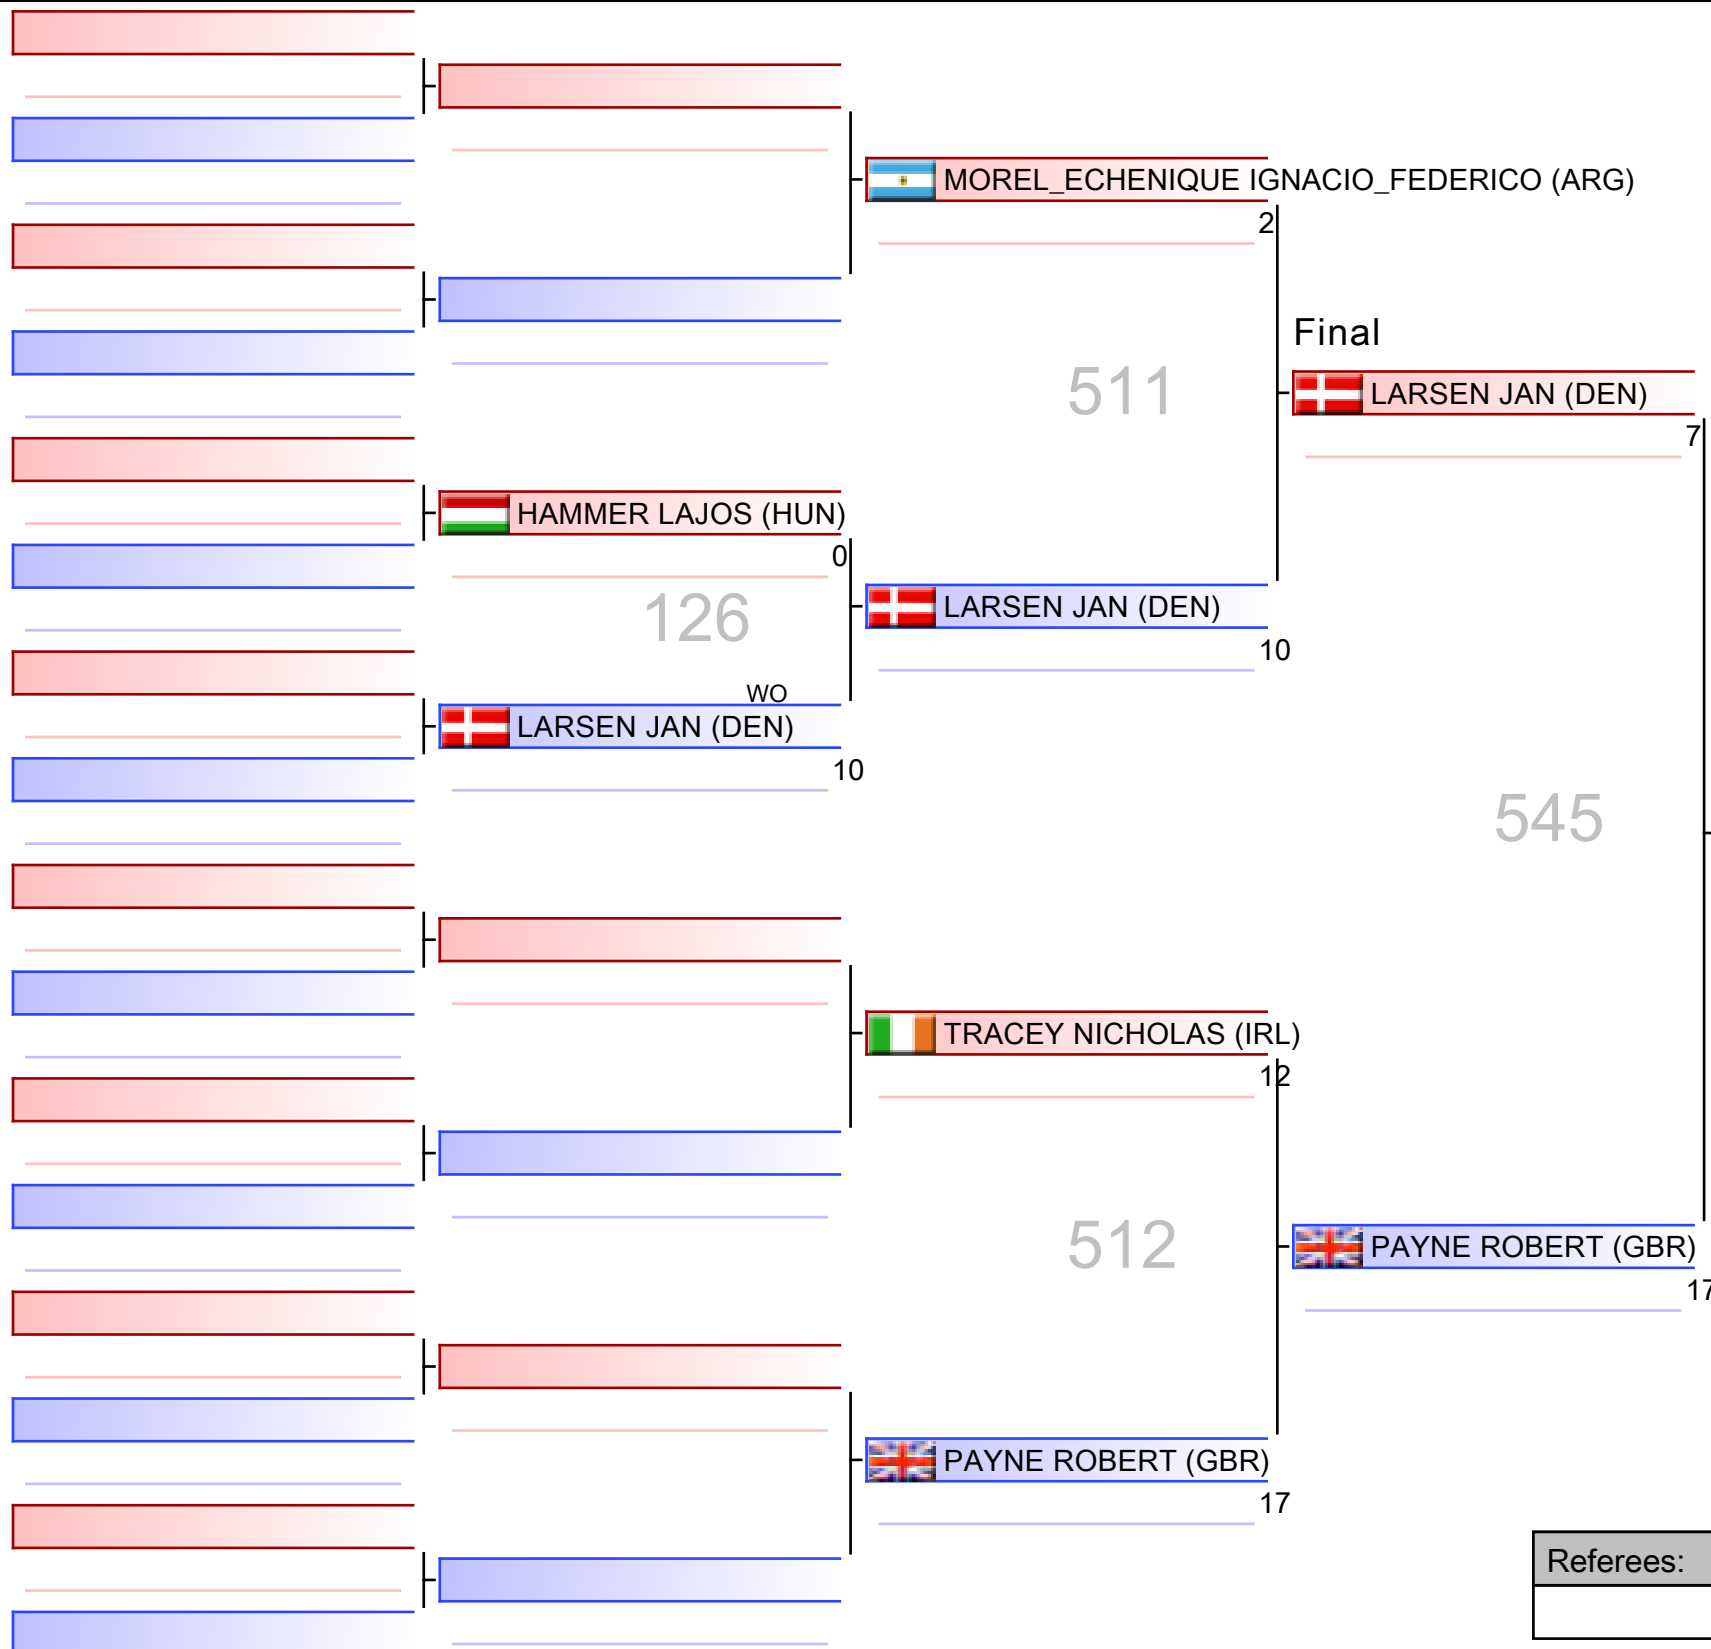 MOREL_ECHENIQUE IGNACIO_FEDERICO (ARG)
2
Final
511
LARSEN JAN (DEN)
7
HAMMER LAJOS (HUN)
0
126
LARSEN JAN (DEN)
10
WO
LARSEN JAN (DEN)
10
545
TRACEY NICHOLAS (IRL)
12
512
PAYNE ROBERT (GBR)
17
PAYNE ROBERT (GBR)
17
Referees: